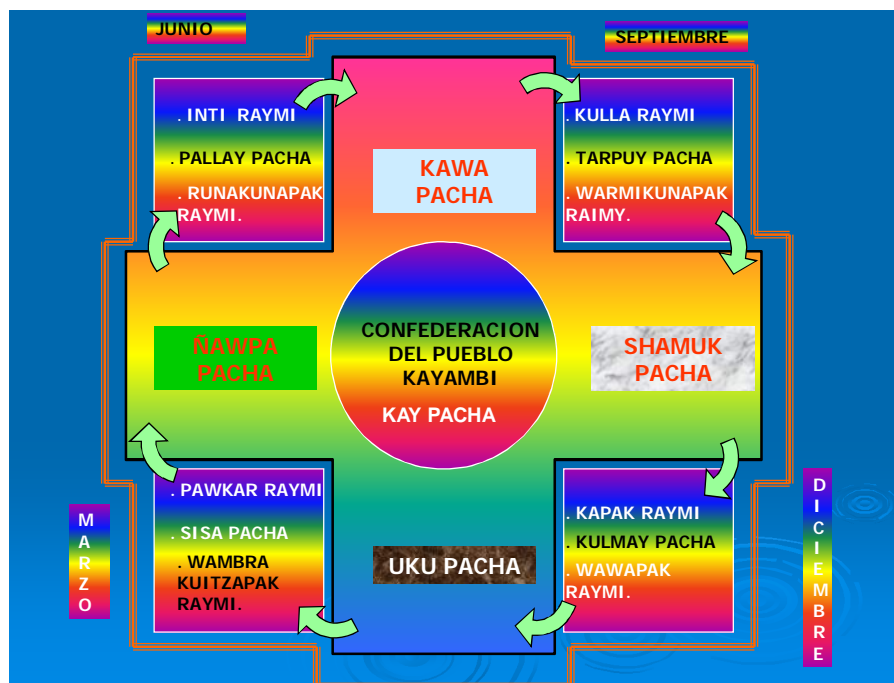 JUNIO
SEPTIEMBRE
. INTI RAYMI
. PALLAY PACHA
. RUNAKUNAPAK
RAYMI.
KAWA
PACHA
. KULLA RAYMI
. TARPUY PACHA
. WARMIKUNAPAK
RAIMY.
ÑAWPA
PACHA
CONFEDERACION
DEL PUEBLO
KAYAMBI
KAY PACHA
SHAMUK
PACHA
MARZO
. PAWKAR RAYMI
. SISA PACHA
. WAMBRA
KUITZAPAK
RAYMI.
UKU PACHA
. KAPAK RAYMI
. KULMAY PACHA
. WAWAPAK
RAYMI.
DICIEMBRE